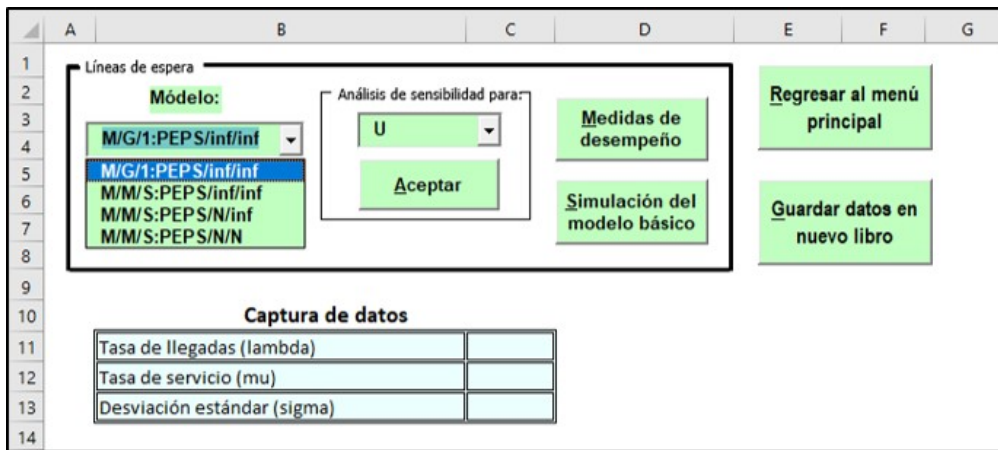 A B C D E F G
1
2
3
4
5
6
7
8
9
10
11
12
13
14
Líneas de espera
Módelo:
M/G/1:PEPS/inf/inf
M/G/1:PEPS/inf/inf
M/M/S:PEPS/inf/inf
M/M/S:PEPS/N/inf
M/M/S:PEPS/N/N
Análisis de sensibilidad para:
U
Aceptar
Medidas de
desempeño
Simulación del
modelo básico
Regresar al menú
principal
Guardar datos en
nuevo libro
Captura de datos
Tasa de llegadas (lambda)
Tasa de servicio (mu)
Desviación estándar (sigma)